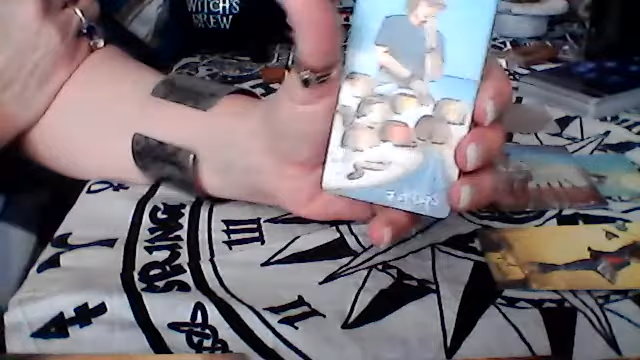 WITCH'S
BREW
7 of Cups
SPRING
III
II